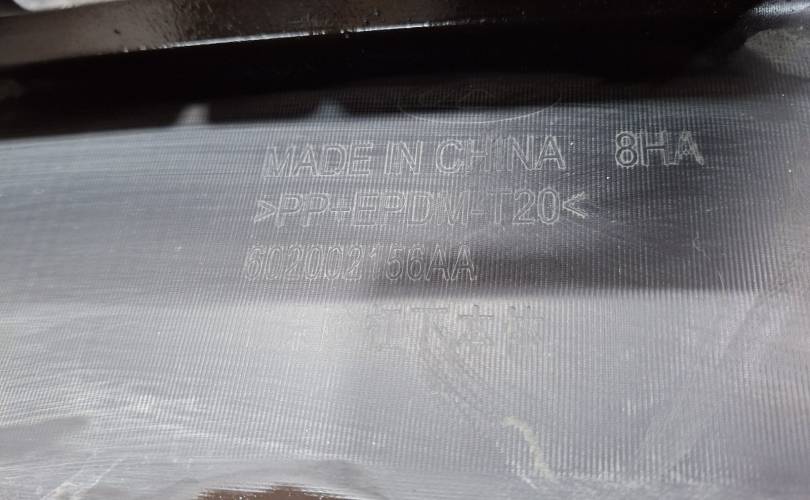 MADE IN CHINA 8HA
>PP+EPDM-T20<
602002156AA